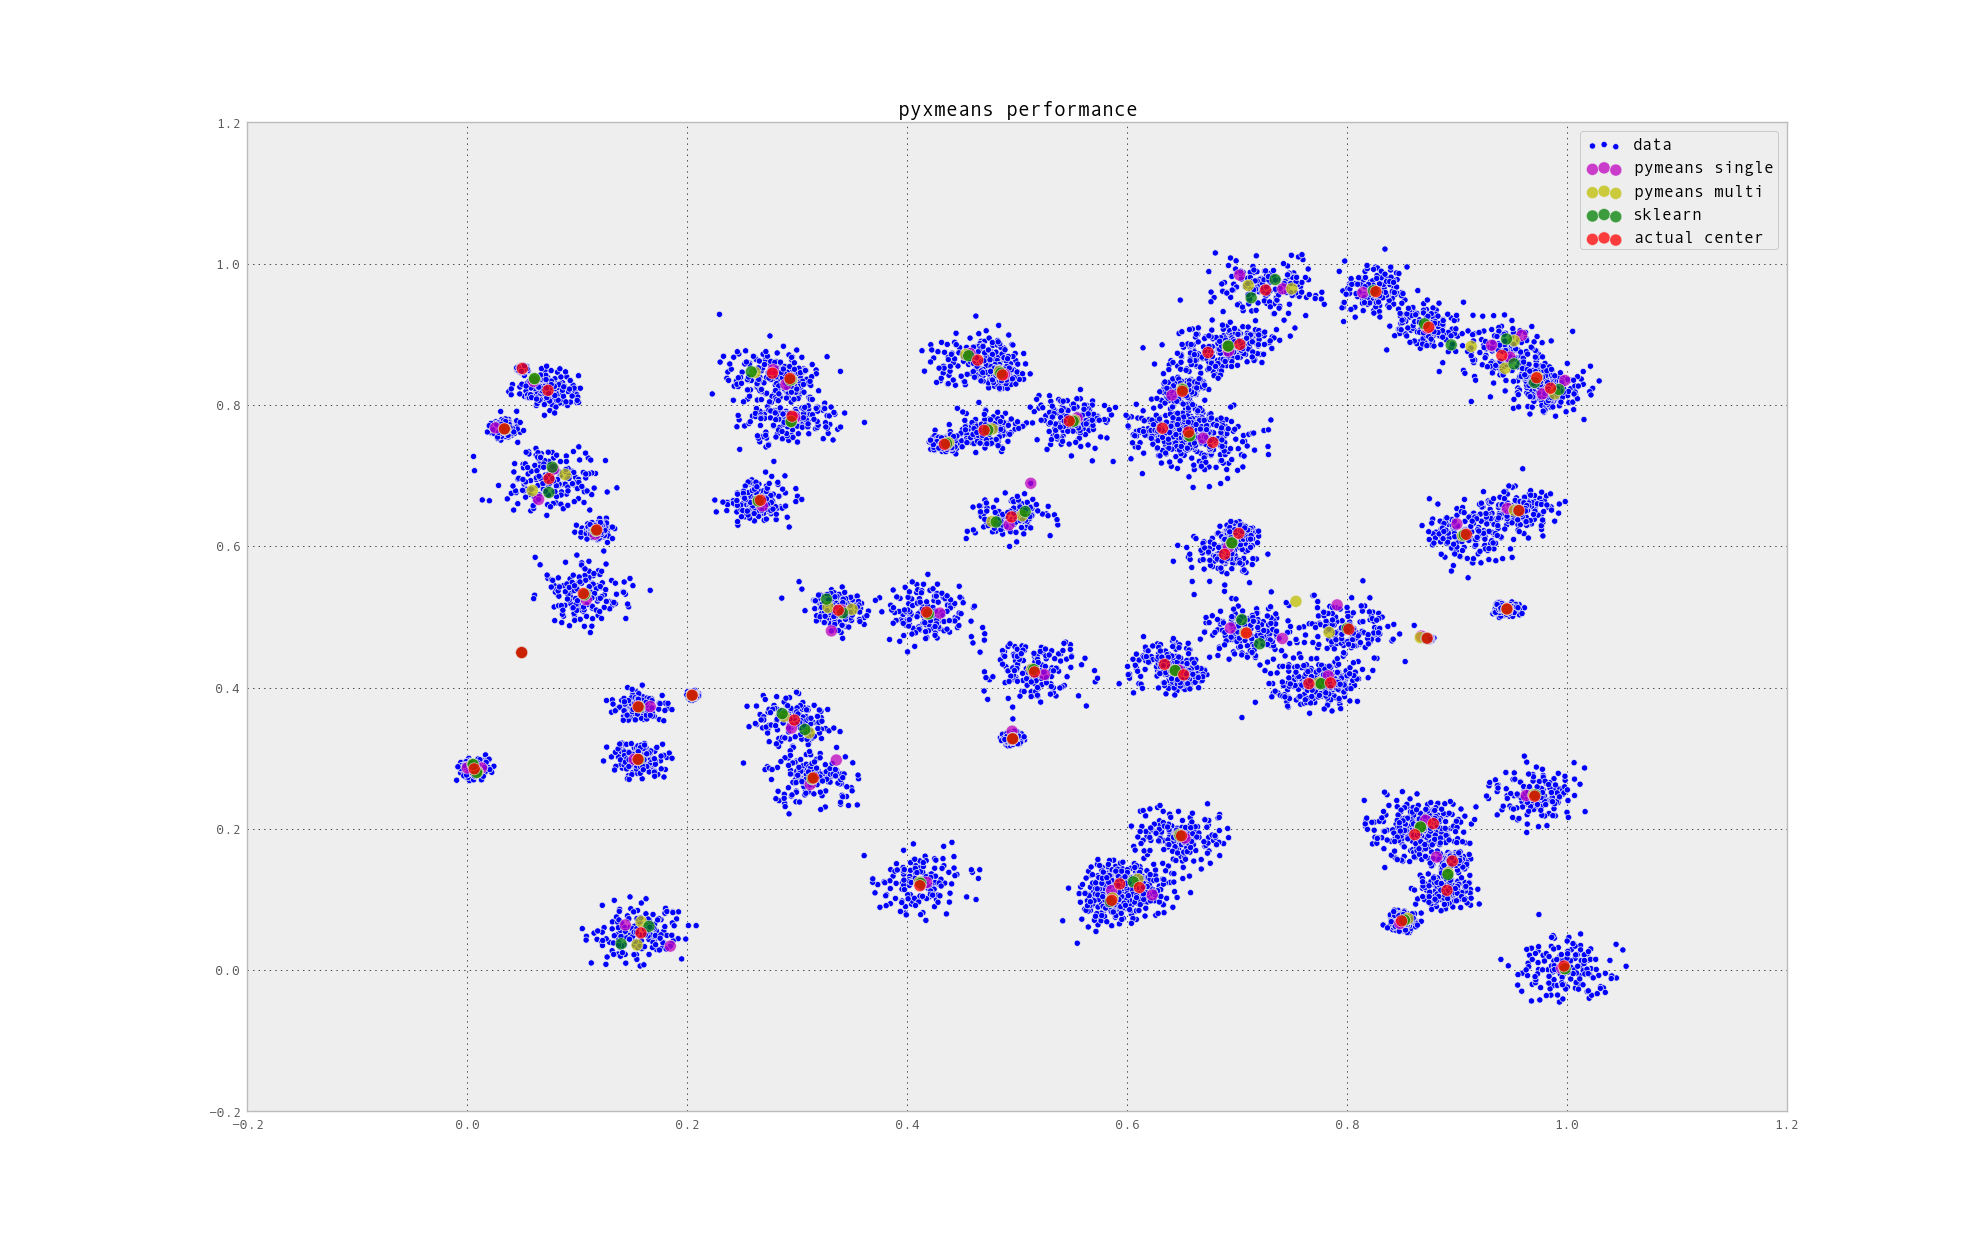 pyxmeans performance
1.2
1.0
0.8
0.6
0.4
0.2
0.0
−0.2
−0.2 0.0 0.2 0.4 0.6 0.8 1.0 1.2
data
pymeans single
pymeans multi
sklearn
actual center